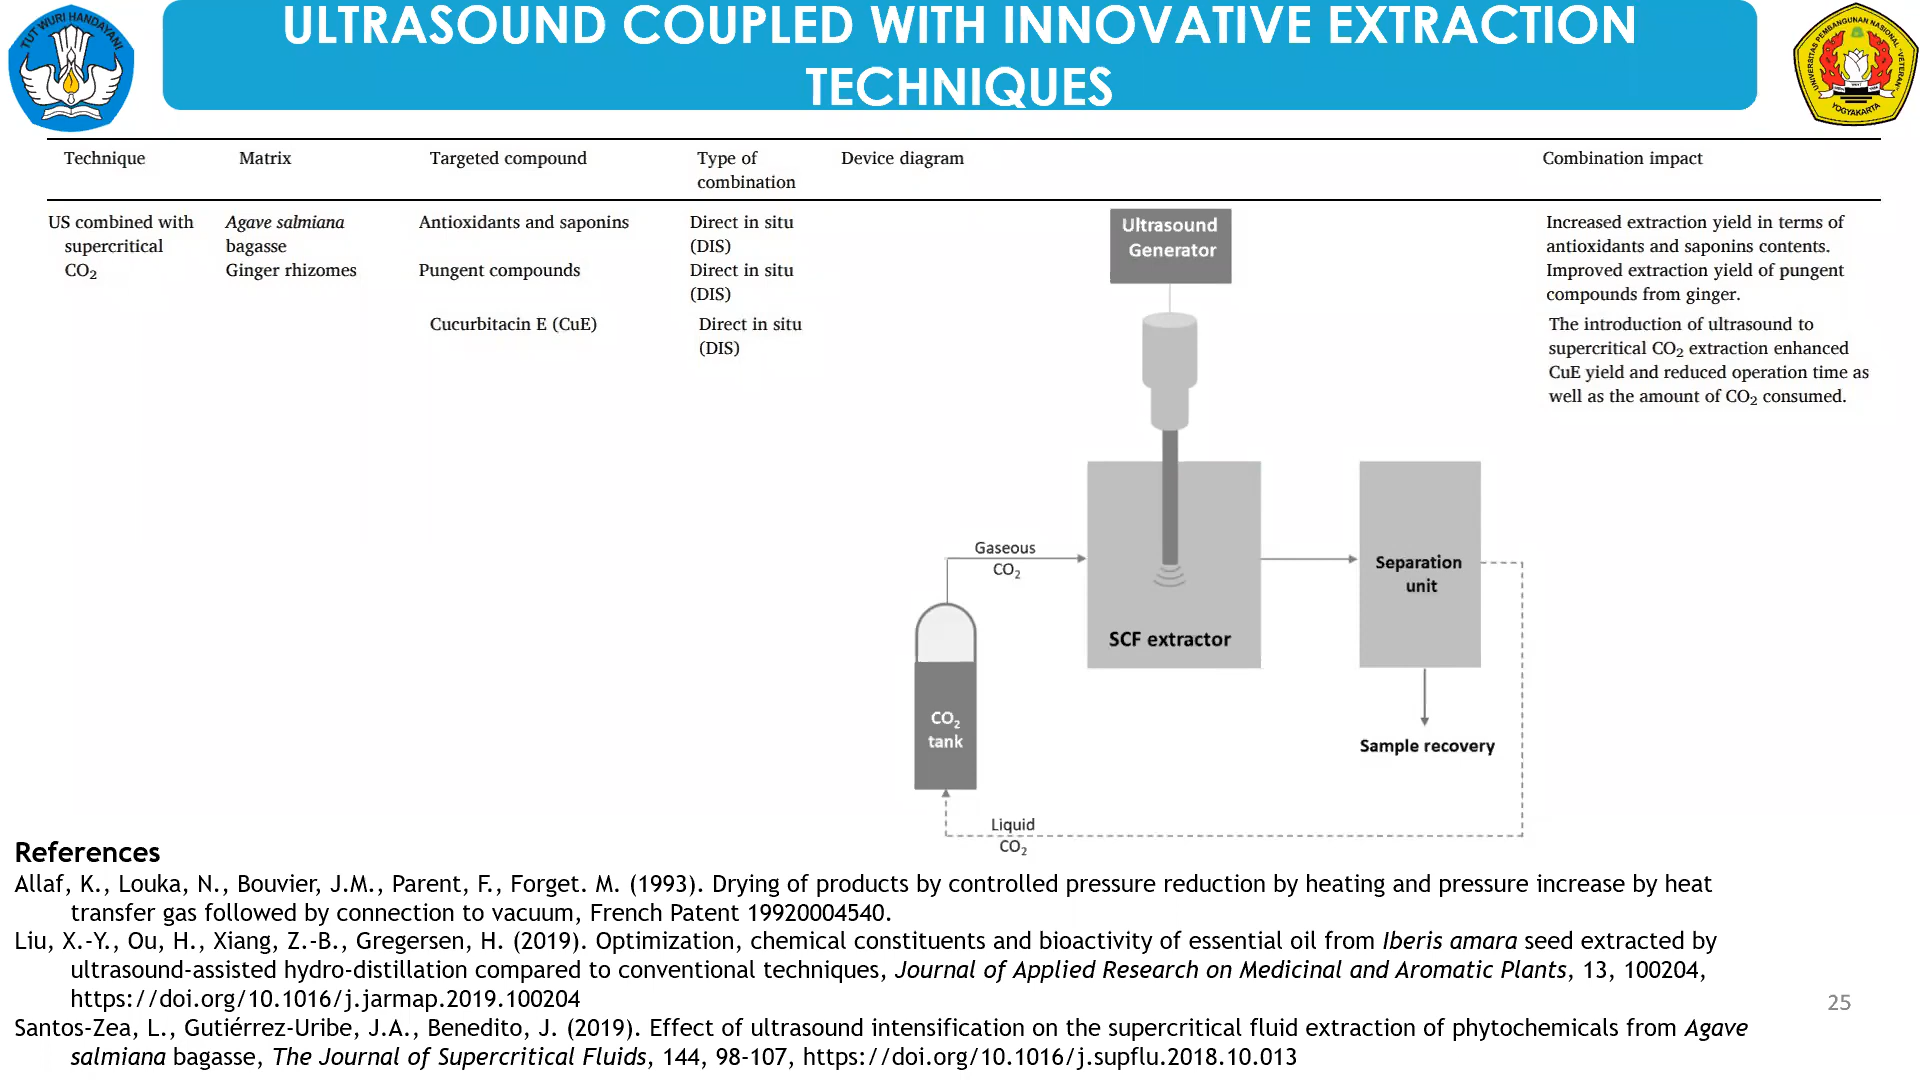 ULTRASOUND COUPLED WITH INNOVATIVE EXTRACTION
TECHNIQUES
TUT WURI HANDAYANI
UNIVERSITAS PEMBANGUNAN NASIONAL "VETERAN"
YOGYAKARTA
Technique Matrix Targeted compound Type of combination Device diagram Combination impact
US combined with
supercritical
CO2
Agave salmiana
bagasse
Antioxidants and saponins
Direct in situ
(DIS)
Increased extraction yield in terms of
antioxidants and saponins contents.
Ginger rhizomes
Pungent compounds
Direct in situ
(DIS)
Improved extraction yield of pungent
compounds from ginger.
Cucurbitacin E (CuE)
Direct in situ
(DIS)
The introduction of ultrasound to
supercritical CO2 extraction enhanced
CuE yield and reduced operation time as
well as the amount of CO2 consumed.
Ultrasound
Generator
Gaseous
CO2
SCF extractor
Separation
unit
CO2
tank
Sample recovery
Liquid
CO2
References
Allaf, K., Louka, N., Bouvier, J.M., Parent, F., Forget. M. (1993). Drying of products by controlled pressure reduction by heating and pressure increase by heat
transfer gas followed by connection to vacuum, French Patent 19920004540.
Liu, X.-Y., Ou, H., Xiang, Z.-B., Gregersen, H. (2019). Optimization, chemical constituents and bioactivity of essential oil from Iberis amara seed extracted by
ultrasound-assisted hydro-distillation compared to conventional techniques, Journal of Applied Research on Medicinal and Aromatic Plants, 13, 100204,
https://doi.org/10.1016/j.jarmap.2019.100204
Santos-Zea, L., Gutiérrez-Uribe, J.A., Benedito, J. (2019). Effect of ultrasound intensification on the supercritical fluid extraction of phytochemicals from Agave
salmiana bagasse, The Journal of Supercritical Fluids, 144, 98-107, https://doi.org/10.1016/j.supflu.2018.10.013
25